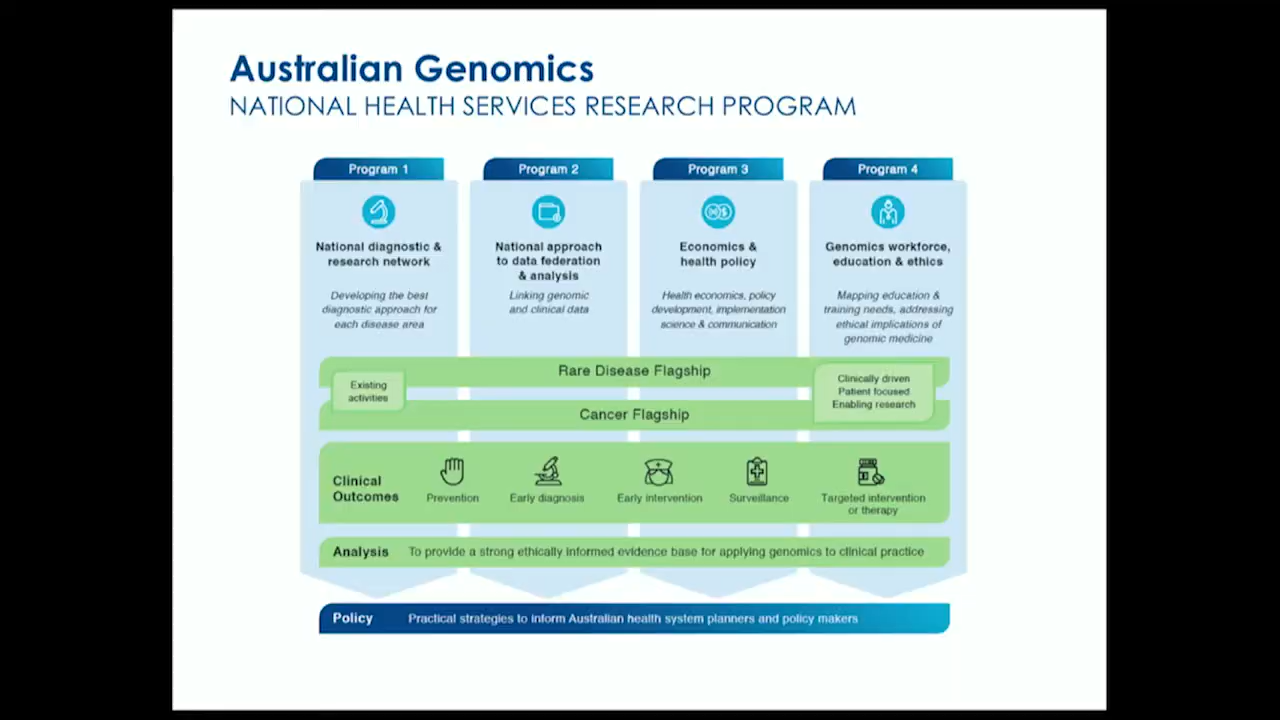 Australian Genomics
NATIONAL HEALTH SERVICES RESEARCH PROGRAM
Program 1
National diagnostic &
research network
Developing the best
diagnostic approach for
each disease area
Program 2
National approach
to data federation
& analysis
Linking genomic
and clinical data
Program 3
Economics &
health policy
Health economics, policy
development, implementation
science & communication
Program 4
Genomics workforce,
education & ethics
Mapping education &
training needs, addressing
ethical implications of
genomic medicine
Rare Disease Flagship
Existing
activities
Clinically driven
Patient focused
Enabling research
Cancer Flagship
Clinical
Outcomes
Prevention
Early diagnosis
Early intervention
Surveillance
Targeted intervention
or therapy
Analysis To provide a strong ethically informed evidence base for applying genomics to clinical practice
Policy Practical strategies to inform Australian health system planners and policy makers